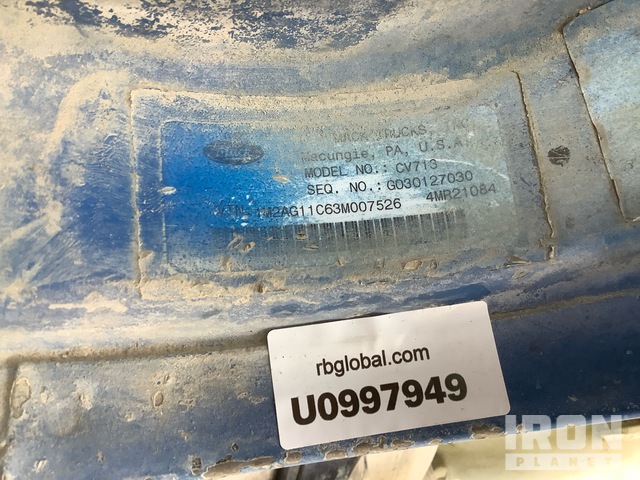 MACK TRUCKS,
Macungie, PA, U.S.A.
MODEL NO.: CV713
SEQ. NO.: G030127030
VIN: 1M2AG11C63M007526 4MR21084
rbglobal.com
U0997949
IRON
PLANET